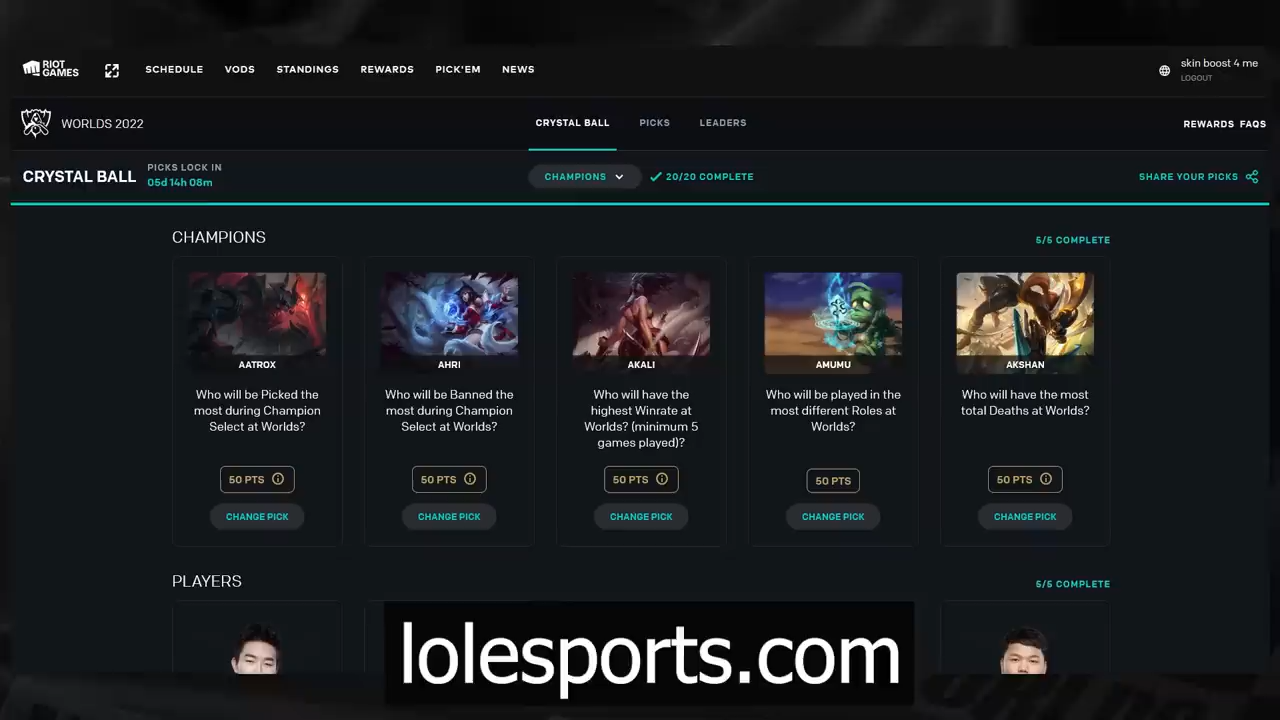 RIOT GAMES
SCHEDULE VODS STANDINGS REWARDS PICK'EM NEWS
skin boost 4 me
LOGOUT
WORLDS 2022
CRYSTAL BALL PICKS LEADERS
REWARDS FAQS
CRYSTAL BALL
PICKS LOCK IN
05d 14h 08m
CHAMPIONS
20/20 COMPLETE
SHARE YOUR PICKS
CHAMPIONS
5/5 COMPLETE
AATROX
Who will be Picked the
most during Champion
Select at Worlds?
50 PTS
CHANGE PICK
AHRI
Who will be Banned the
most during Champion
Select at Worlds?
50 PTS
CHANGE PICK
AKALI
Who will have the
highest Winrate at
Worlds? (minimum 5
games played)?
50 PTS
CHANGE PICK
AMUMU
Who will be played in the
most different Roles at
Worlds?
50 PTS
CHANGE PICK
AKSHAN
Who will have the most
total Deaths at Worlds?
50 PTS
CHANGE PICK
PLAYERS
5/5 COMPLETE
lolesports.com